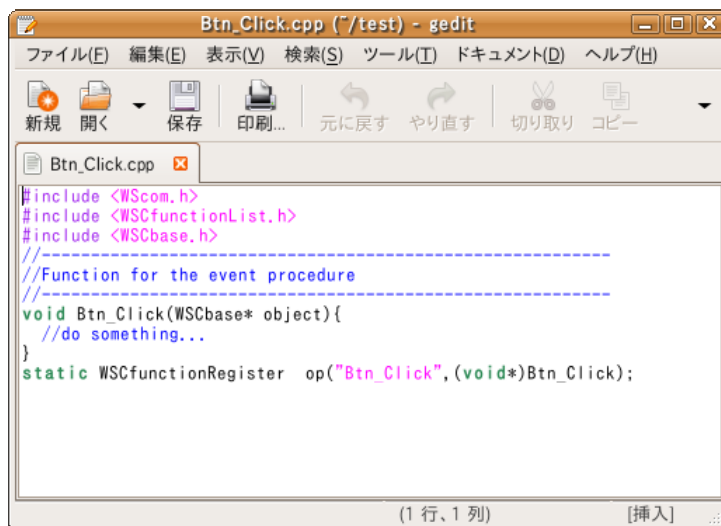 Btn_Click.cpp (~/test) - gedit
ファイル(F) 編集(E) 表示(V) 検索(S) ツール(T) ドキュメント(D) ヘルプ(H)
新規 開く 保存 印刷... 元に戻す やり直す 切り取り コピー
Btn_Click.cpp
#include <WScom.h>
#include <WSCfunctionList.h>
#include <WSCbase.h>
//----------------------------------------------------------
//Function for the event procedure
//----------------------------------------------------------
void Btn_Click(WSCbase* object){
  //do something...
}
static WSCfunctionRegister  op("Btn_Click",(void*)Btn_Click);
(1 行、1 列) [挿入]